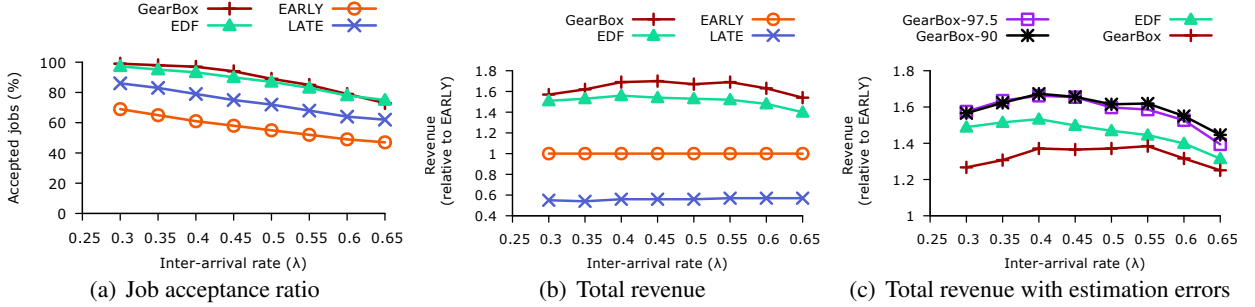 GearBox
EDF
EARLY
LATE
Accepted jobs (%)
100
80
60
40
20
0
0.25 0.3 0.35 0.4 0.45 0.5 0.55 0.6 0.65
Inter-arrival rate (λ)
(a) Job acceptance ratio
GearBox
EDF
EARLY
LATE
Revenue
(relative to EARLY)
1.8
1.6
1.4
1.2
1
0.8
0.6
0.4
0.25 0.3 0.35 0.4 0.45 0.5 0.55 0.6 0.65
Inter-arrival rate (λ)
(b) Total revenue
GearBox-97.5
GearBox-90
EDF
GearBox
Revenue
(relative to EARLY)
1.8
1.6
1.4
1.2
1
0.25 0.3 0.35 0.4 0.45 0.5 0.55 0.6 0.65
Inter-arrival rate (λ)
(c) Total revenue with estimation errors